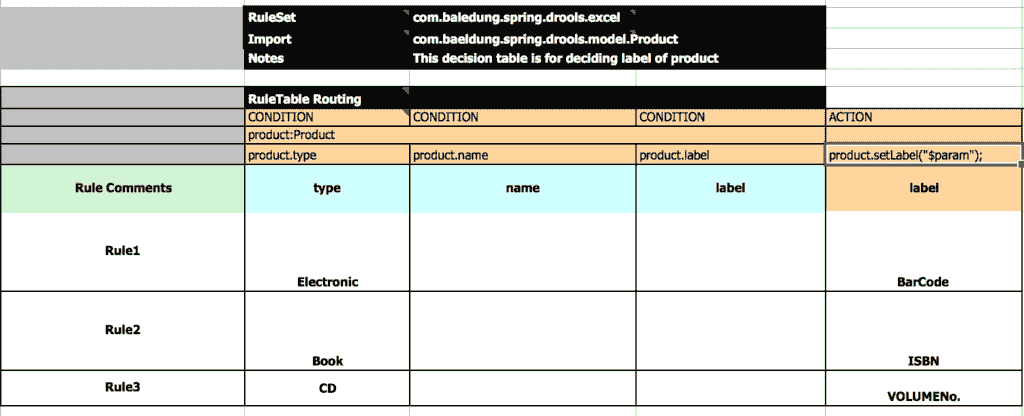 RuleSet com.baledung.spring.drools.excel
Import com.baeldung.spring.drools.model.Product
Notes This decision table is for deciding label of product
RuleTable Routing
CONDITION CONDITION CONDITION ACTION
product:Product
product.type product.name product.label product.setLabel("$param");
Rule Comments type name label label
Rule1 Electronic BarCode
Rule2 Book ISBN
Rule3 CD VOLUMENo.